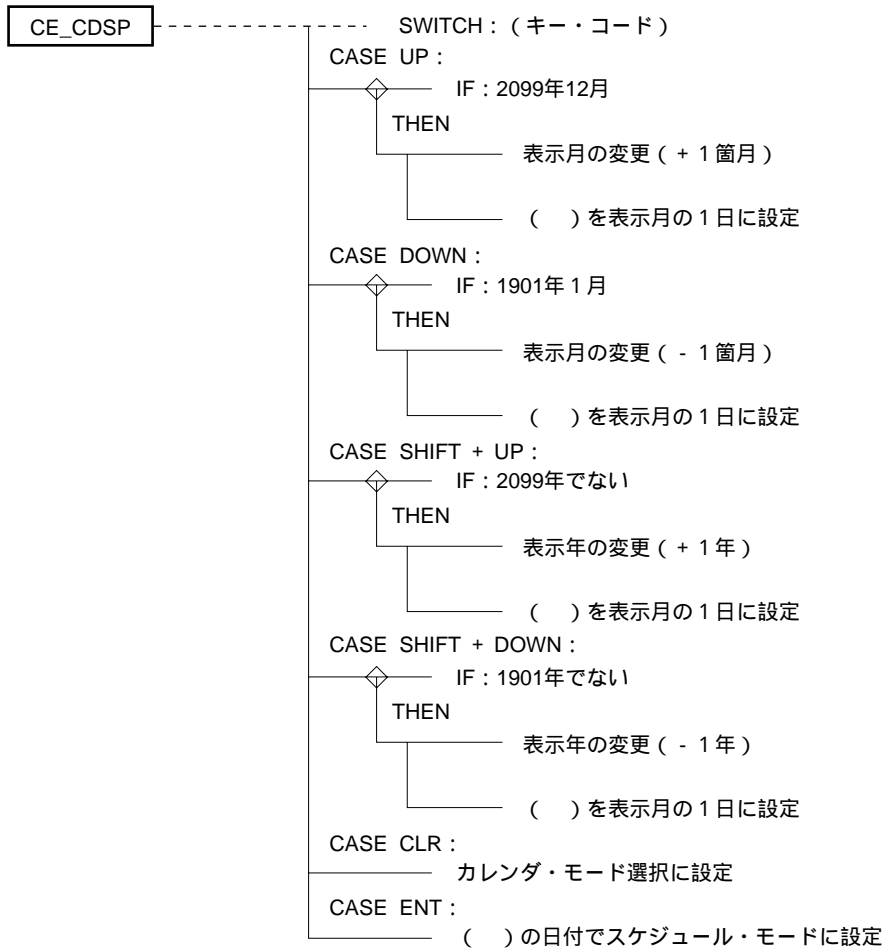 CE_CDSP
SWITCH：（キー・コード）
CASE UP：
IF：2099年12月
THEN
表示月の変更（+１箇月）
（　）を表示月の１日に設定
CASE DOWN：
IF：1901年１月
THEN
表示月の変更（-１箇月）
（　）を表示月の１日に設定
CASE SHIFT + UP：
IF：2099年でない
THEN
表示年の変更（+１年）
（　）を表示月の１日に設定
CASE SHIFT + DOWN：
IF：1901年でない
THEN
表示年の変更（-１年）
（　）を表示月の１日に設定
CASE CLR：
カレンダ・モード選択に設定
CASE ENT：
（　）の日付でスケジュール・モードに設定